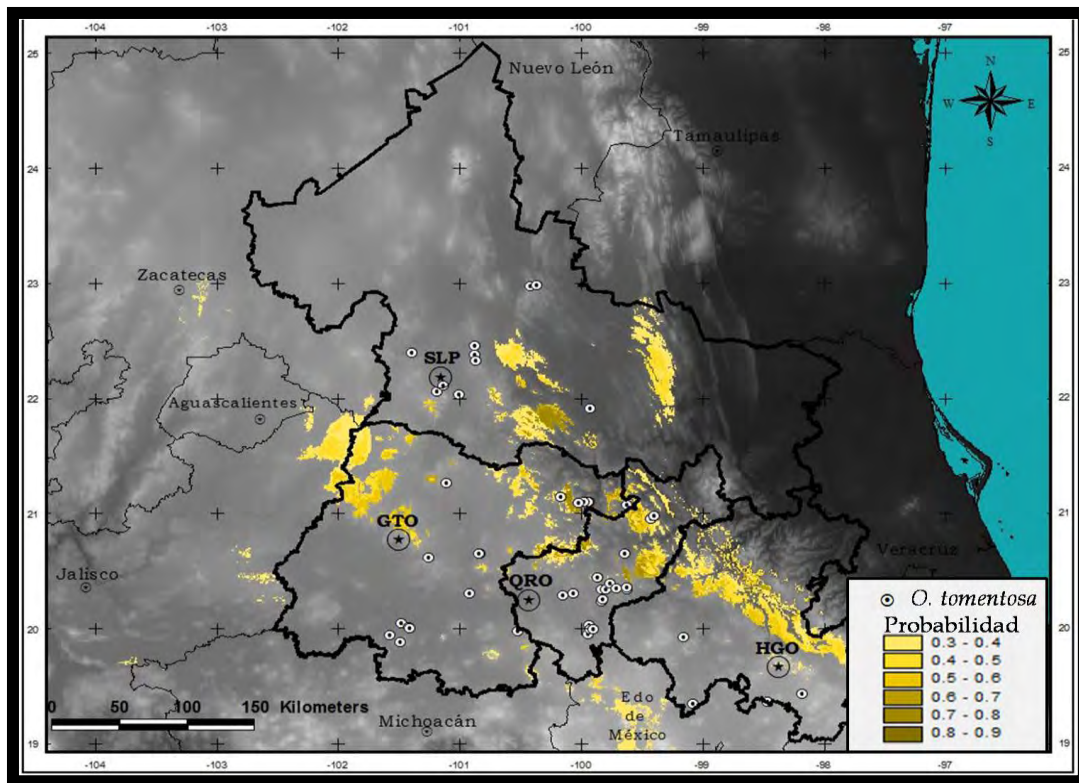 -104 -103 -102 -101 -100 -99 -98 -97
25 25
Nuevo León
N
W E
S
Tamaulipas
24 24
23 23
Zacatecas
SLP
22 22
Aguascalientes
21 21
GTO
Veracruz
Jalisco
QRO
20 20
HGO
Edo
de
México
Michoacán
0 50 100 150 Kilometers
19 19
O. tomentosa
Probabilidad
0.3 - 0.4
0.4 - 0.5
0.5 - 0.6
0.6 - 0.7
0.7 - 0.8
0.8 - 0.9
-104 -103 -102 -101 -100 -99 -98 -97